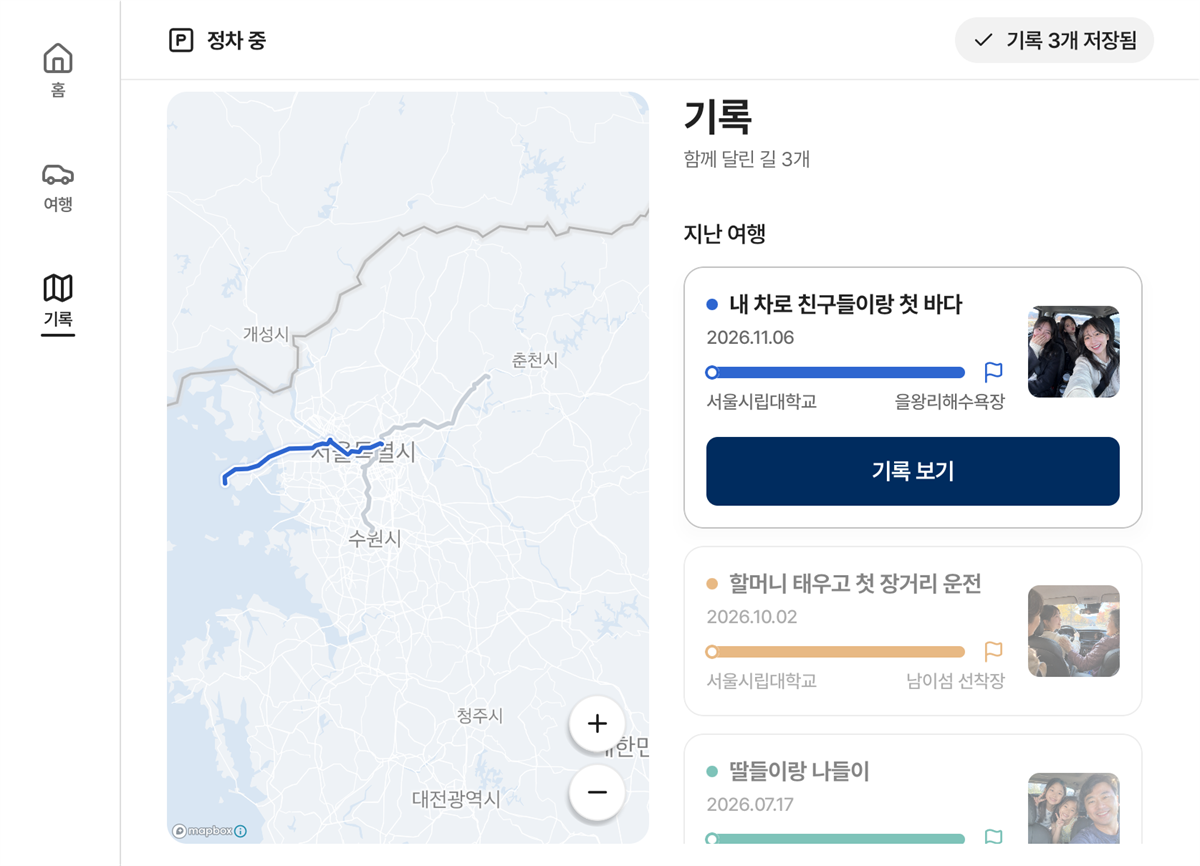 홈
여행
기록
P 정차 중
기록 3개 저장됨
개성시
춘천시
서울특별시
수원시
청주시
대전광역시
mapbox
기록
함께 달린 길 3개
지난 여행
내 차로 친구들이랑 첫 바다
2026.11.06
서울시립대학교 을왕리해수욕장
기록 보기
할머니 태우고 첫 장거리 운전
2026.10.02
서울시립대학교 남이섬 선착장
딸들이랑 나들이
2026.07.17